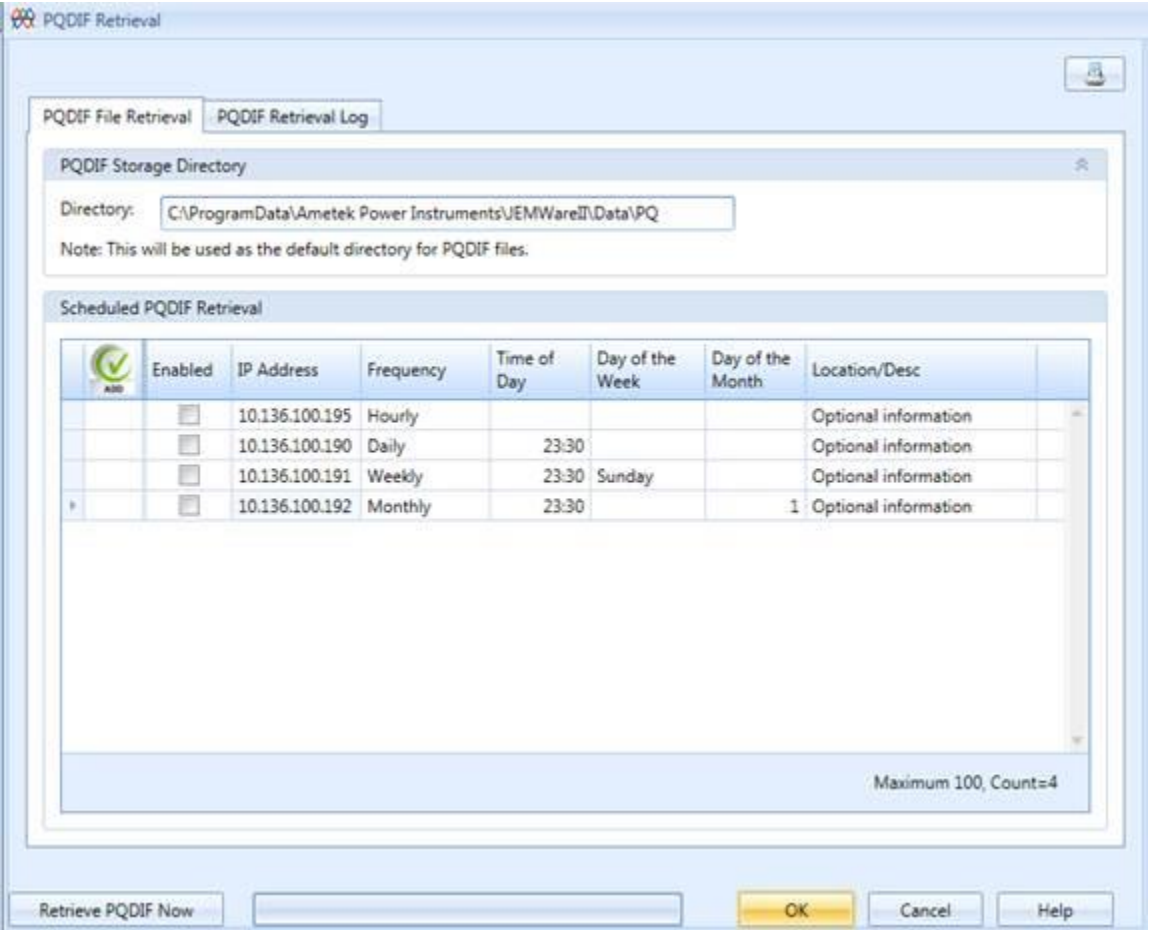 PQDIF Retrieval
PQDIF File Retrieval PQDIF Retrieval Log
PQDIF Storage Directory
Directory: C:\ProgramData\Ametek Power Instruments\JEMWareII\Data\PQ
Note: This will be used as the default directory for PQDIF files.
Scheduled PQDIF Retrieval
ADD Enabled IP Address Frequency Time of Day Day of the Week Day of the Month Location/Desc
10.136.100.195 Hourly Optional information
10.136.100.190 Daily 23:30 Optional information
10.136.100.191 Weekly 23:30 Sunday Optional information
10.136.100.192 Monthly 23:30 1 Optional information
Maximum 100, Count=4
Retrieve PQDIF Now OK Cancel Help